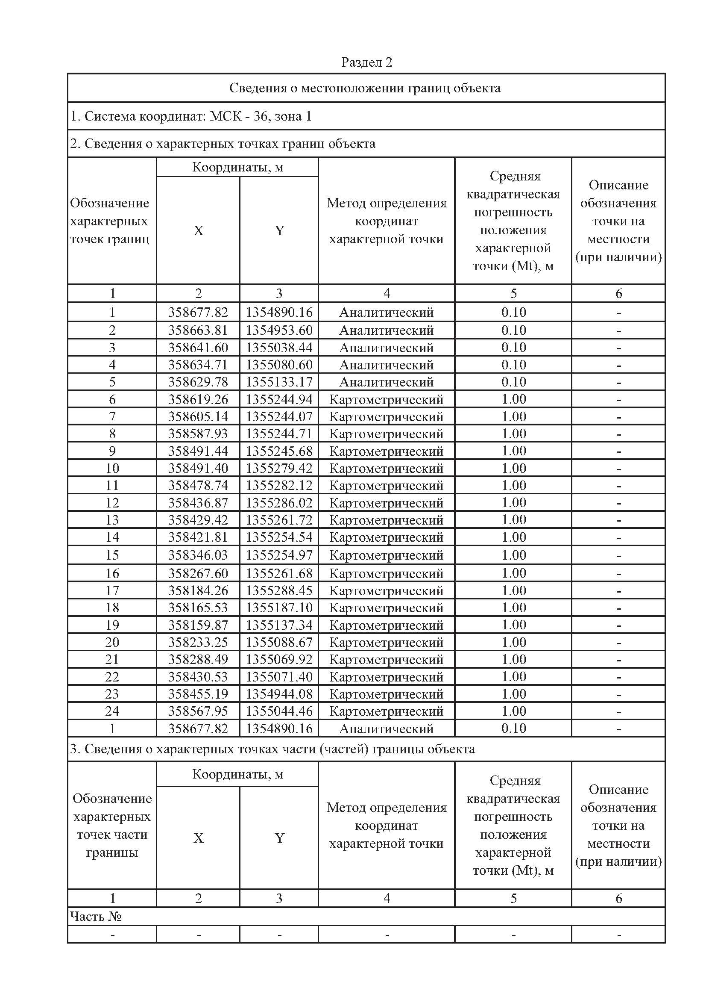 Раздел 2
Сведения о местоположении границ объекта
1. Система координат: МСК - 36, зона 1
2. Сведения о характерных точках границ объекта
Обозначение
характерных
точек границ
Координаты, м
X
Y
Метод определения
координат
характерной точки
Средняя
квадратическая
погрешность
положения
характерной
точки (Mt), м
Описание
обозначения
точки на
местности
(при наличии)
1 2 3 4 5 6
1 358677.82 1354890.16 Аналитический 0.10 -
2 358663.81 1354953.60 Аналитический 0.10 -
3 358641.60 1355038.44 Аналитический 0.10 -
4 358634.71 1355080.60 Аналитический 0.10 -
5 358629.78 1355133.17 Аналитический 0.10 -
6 358619.26 1355244.94 Картометрический 1.00 -
7 358605.14 1355244.07 Картометрический 1.00 -
8 358587.93 1355244.71 Картометрический 1.00 -
9 358491.44 1355245.68 Картометрический 1.00 -
10 358491.40 1355279.42 Картометрический 1.00 -
11 358478.74 1355282.12 Картометрический 1.00 -
12 358436.87 1355286.02 Картометрический 1.00 -
13 358429.42 1355261.72 Картометрический 1.00 -
14 358421.81 1355254.54 Картометрический 1.00 -
15 358346.03 1355254.97 Картометрический 1.00 -
16 358267.60 1355261.68 Картометрический 1.00 -
17 358184.26 1355288.45 Картометрический 1.00 -
18 358165.53 1355187.10 Картометрический 1.00 -
19 358159.87 1355137.34 Картометрический 1.00 -
20 358233.25 1355088.67 Картометрический 1.00 -
21 358288.49 1355069.92 Картометрический 1.00 -
22 358430.53 1355071.40 Картометрический 1.00 -
23 358455.19 1354944.08 Картометрический 1.00 -
24 358567.95 1355044.46 Картометрический 1.00 -
1 358677.82 1354890.16 Аналитический 0.10 -
3. Сведения о характерных точках части (частей) границы объекта
Обозначение
характерных
точек части
границы
Координаты, м
X
Y
Метод определения
координат
характерной точки
Средняя
квадратическая
погрешность
положения
характерной
точки (Mt), м
Описание
обозначения
точки на
местности
(при наличии)
1 2 3 4 5 6
Часть №
- - - - - -